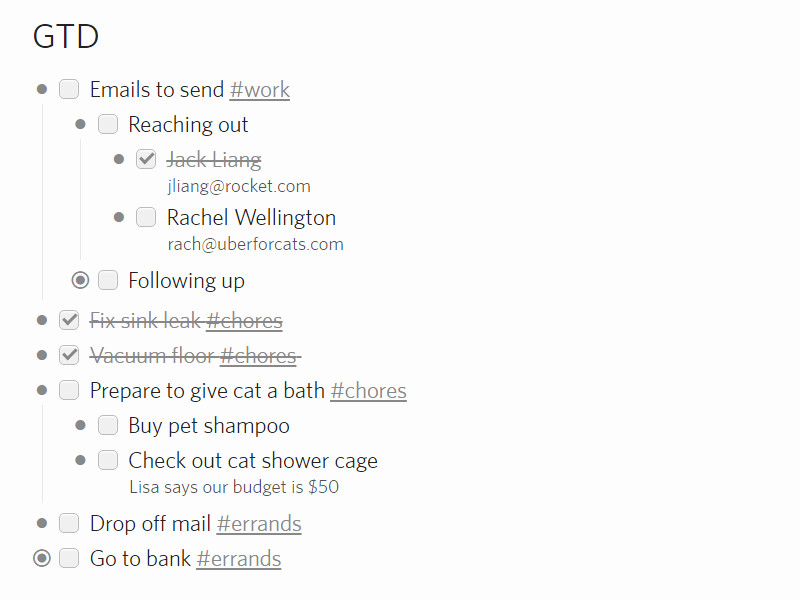 GTD
Emails to send #work
Reaching out
Jack Liang
jliang@rocket.com
Rachel Wellington
rach@uberforcats.com
Following up
Fix sink leak #chores
Vacuum floor #chores
Prepare to give cat a bath #chores
Buy pet shampoo
Check out cat shower cage
Lisa says our budget is $50
Drop off mail #errands
Go to bank #errands